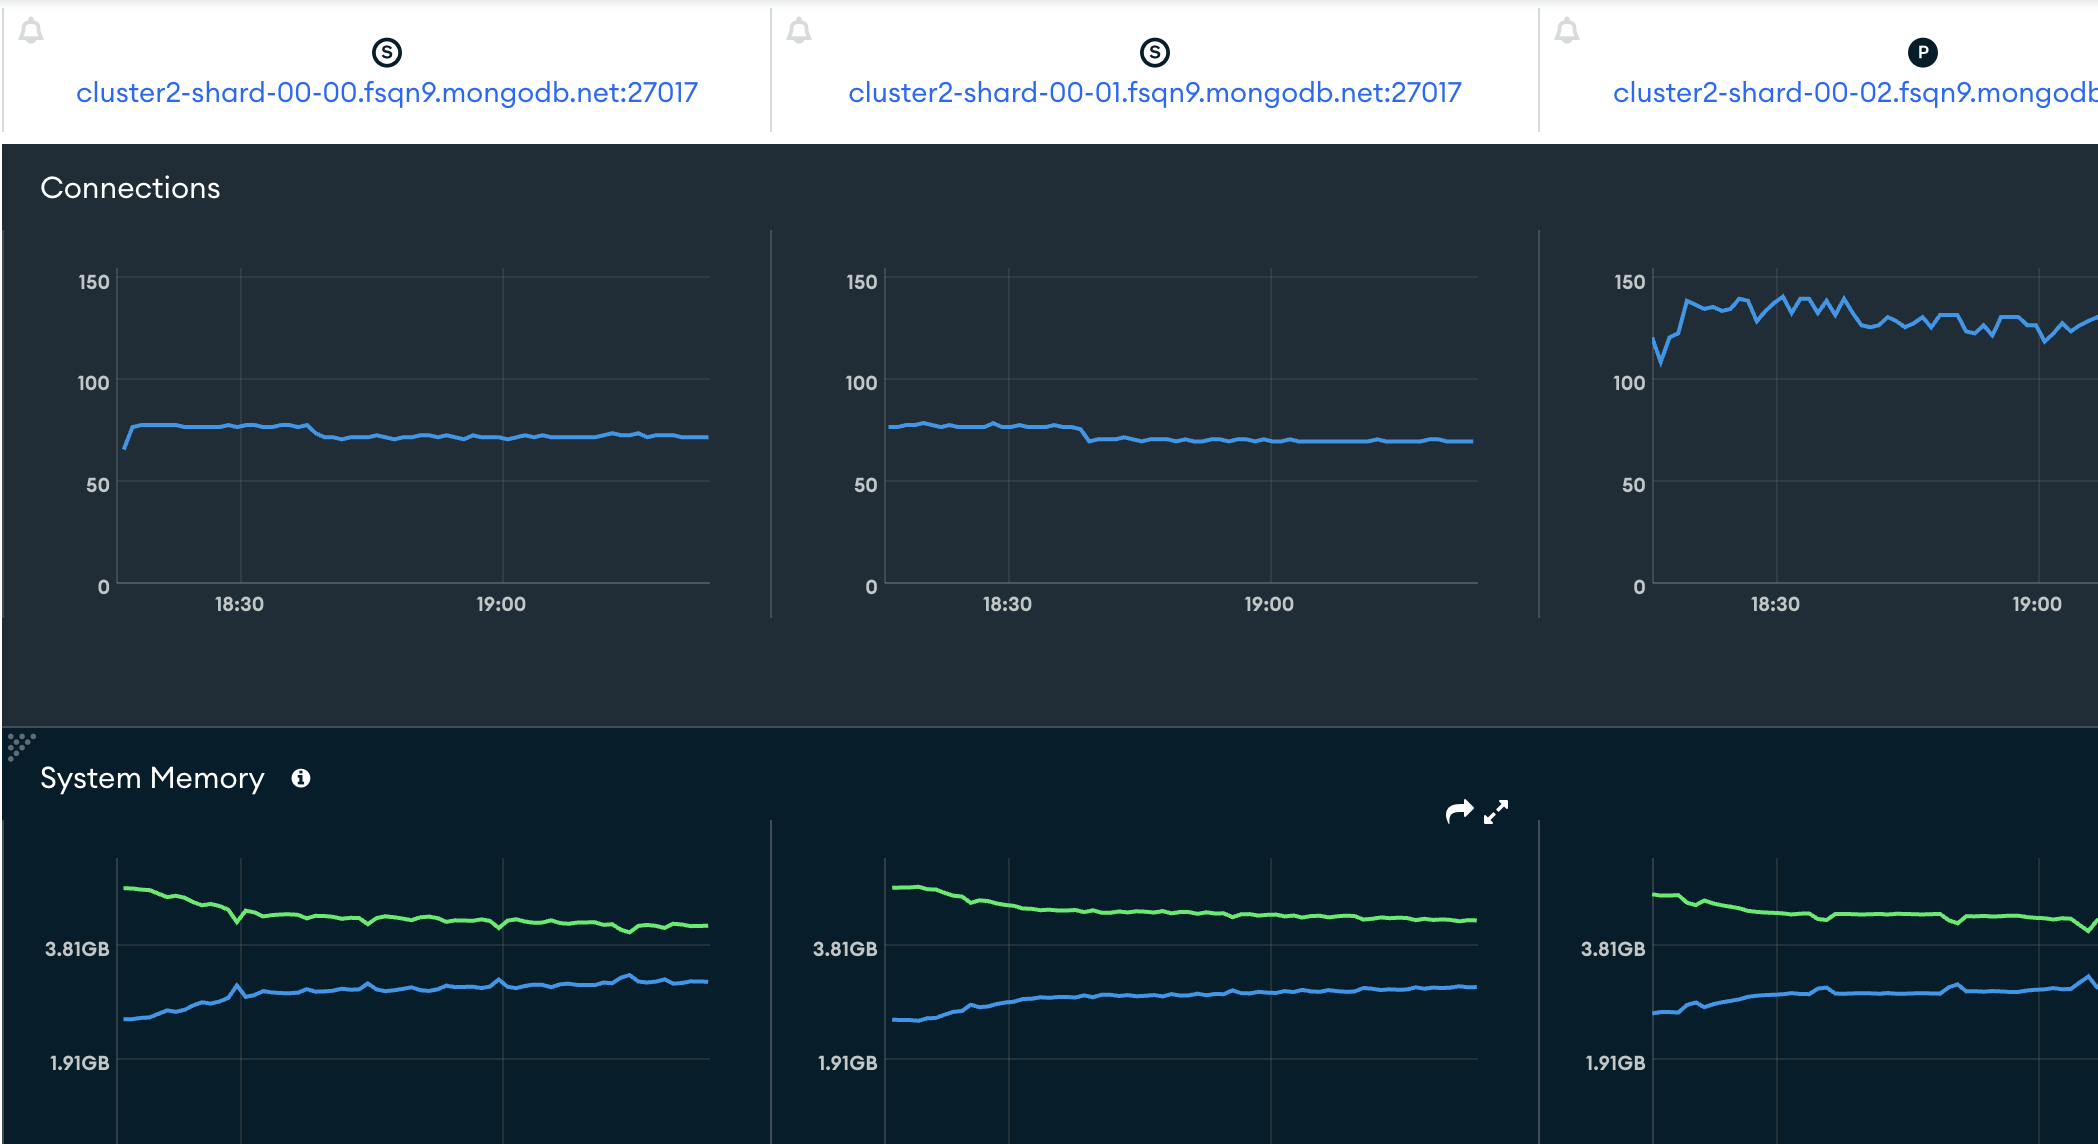 S
cluster2-shard-00-00.fsqn9.mongodb.net:27017
S
cluster2-shard-00-01.fsqn9.mongodb.net:27017
P
cluster2-shard-00-02.fsqn9.mongodb
Connections
150
100
50
0
18:30 19:00
150
100
50
0
18:30 19:00
150
100
50
0
18:30 19:00
System Memory
3.81GB
1.91GB
3.81GB
1.91GB
3.81GB
1.91GB